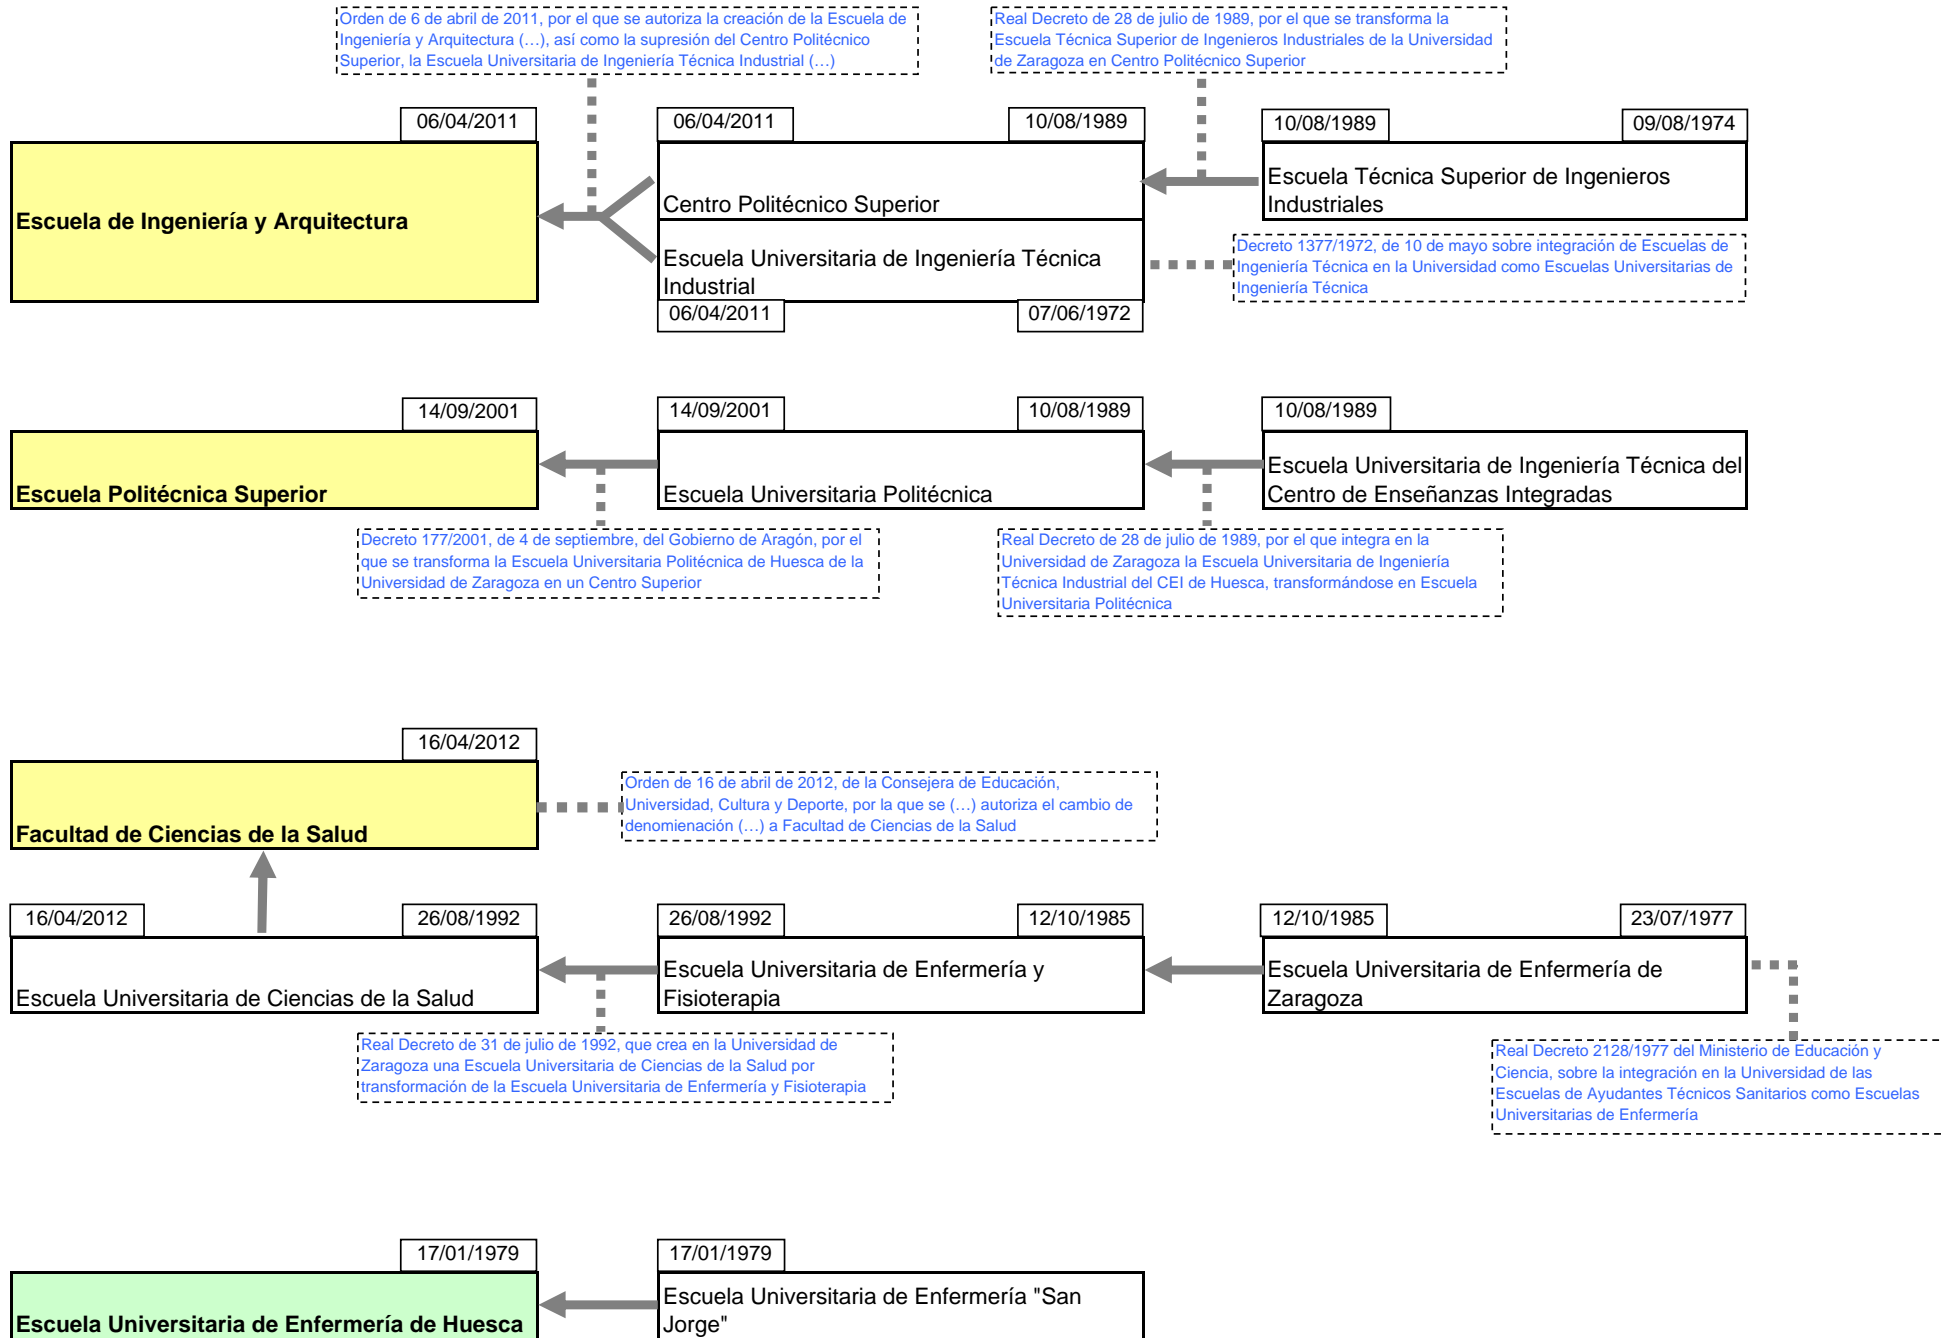 Orden de 6 de abril de 2011, por el que se autoriza la creación de la Escuela de
Ingeniería y Arquitectura (…), así como la supresión del Centro Politécnico
Superior, la Escuela Universitaria de Ingeniería Técnica Industrial (…)
Real Decreto de 28 de julio de 1989, por el que se transforma la
Escuela Técnica Superior de Ingenieros Industriales de la Universidad
de Zaragoza en Centro Politécnico Superior
06/04/2011
06/04/2011
10/08/1989
10/08/1989
09/08/1974
Escuela de Ingeniería y Arquitectura
Centro Politécnico Superior
Escuela Técnica Superior de Ingenieros
Industriales
Escuela Universitaria de Ingeniería Técnica
Industrial
Decreto 1377/1972, de 10 de mayo sobre integración de Escuelas de
Ingeniería Técnica en la Universidad como Escuelas Universitarias de
Ingeniería Técnica
06/04/2011
07/06/1972
14/09/2001
14/09/2001
10/08/1989
10/08/1989
Escuela Politécnica Superior
Escuela Universitaria Politécnica
Escuela Universitaria de Ingeniería Técnica del
Centro de Enseñanzas Integradas
Decreto 177/2001, de 4 de septiembre, del Gobierno de Aragón, por el
que se transforma la Escuela Universitaria Politécnica de Huesca de la
Universidad de Zaragoza en un Centro Superior
Real Decreto de 28 de julio de 1989, por el que integra en la
Universidad de Zaragoza la Escuela Universitaria de Ingeniería
Técnica Industrial del CEI de Huesca, transformándose en Escuela
Universitaria Politécnica
16/04/2012
Facultad de Ciencias de la Salud
Orden de 16 de abril de 2012, de la Consejera de Educación,
Universidad, Cultura y Deporte, por la que se (…) autoriza el cambio de
denomienación (…) a Facultad de Ciencias de la Salud
16/04/2012
26/08/1992
26/08/1992
12/10/1985
12/10/1985
23/07/1977
Escuela Universitaria de Ciencias de la Salud
Escuela Universitaria de Enfermería y
Fisioterapia
Escuela Universitaria de Enfermería de
Zaragoza
Real Decreto de 31 de julio de 1992, que crea en la Universidad de
Zaragoza una Escuela Universitaria de Ciencias de la Salud por
transformación de la Escuela Universitaria de Enfermería y Fisioterapia
Real Decreto 2128/1977 del Ministerio de Educación y
Ciencia, sobre la integración en la Universidad de las
Escuelas de Ayudantes Técnicos Sanitarios como Escuelas
Universitarias de Enfermería
17/01/1979
17/01/1979
Escuela Universitaria de Enfermería de Huesca
Escuela Universitaria de Enfermería "San
Jorge"